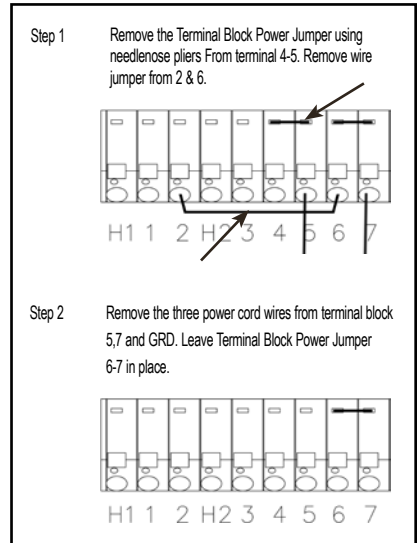 Step 1
Remove the Terminal Block Power Jumper using
needlenose pliers From terminal 4-5. Remove wire
jumper from 2 & 6.
H1 1 2 H2 3 4 5 6 7
Step 2
Remove the three power cord wires from terminal block
5,7 and GRD. Leave Terminal Block Power Jumper
6-7 in place.
H1 1 2 H2 3 4 5 6 7